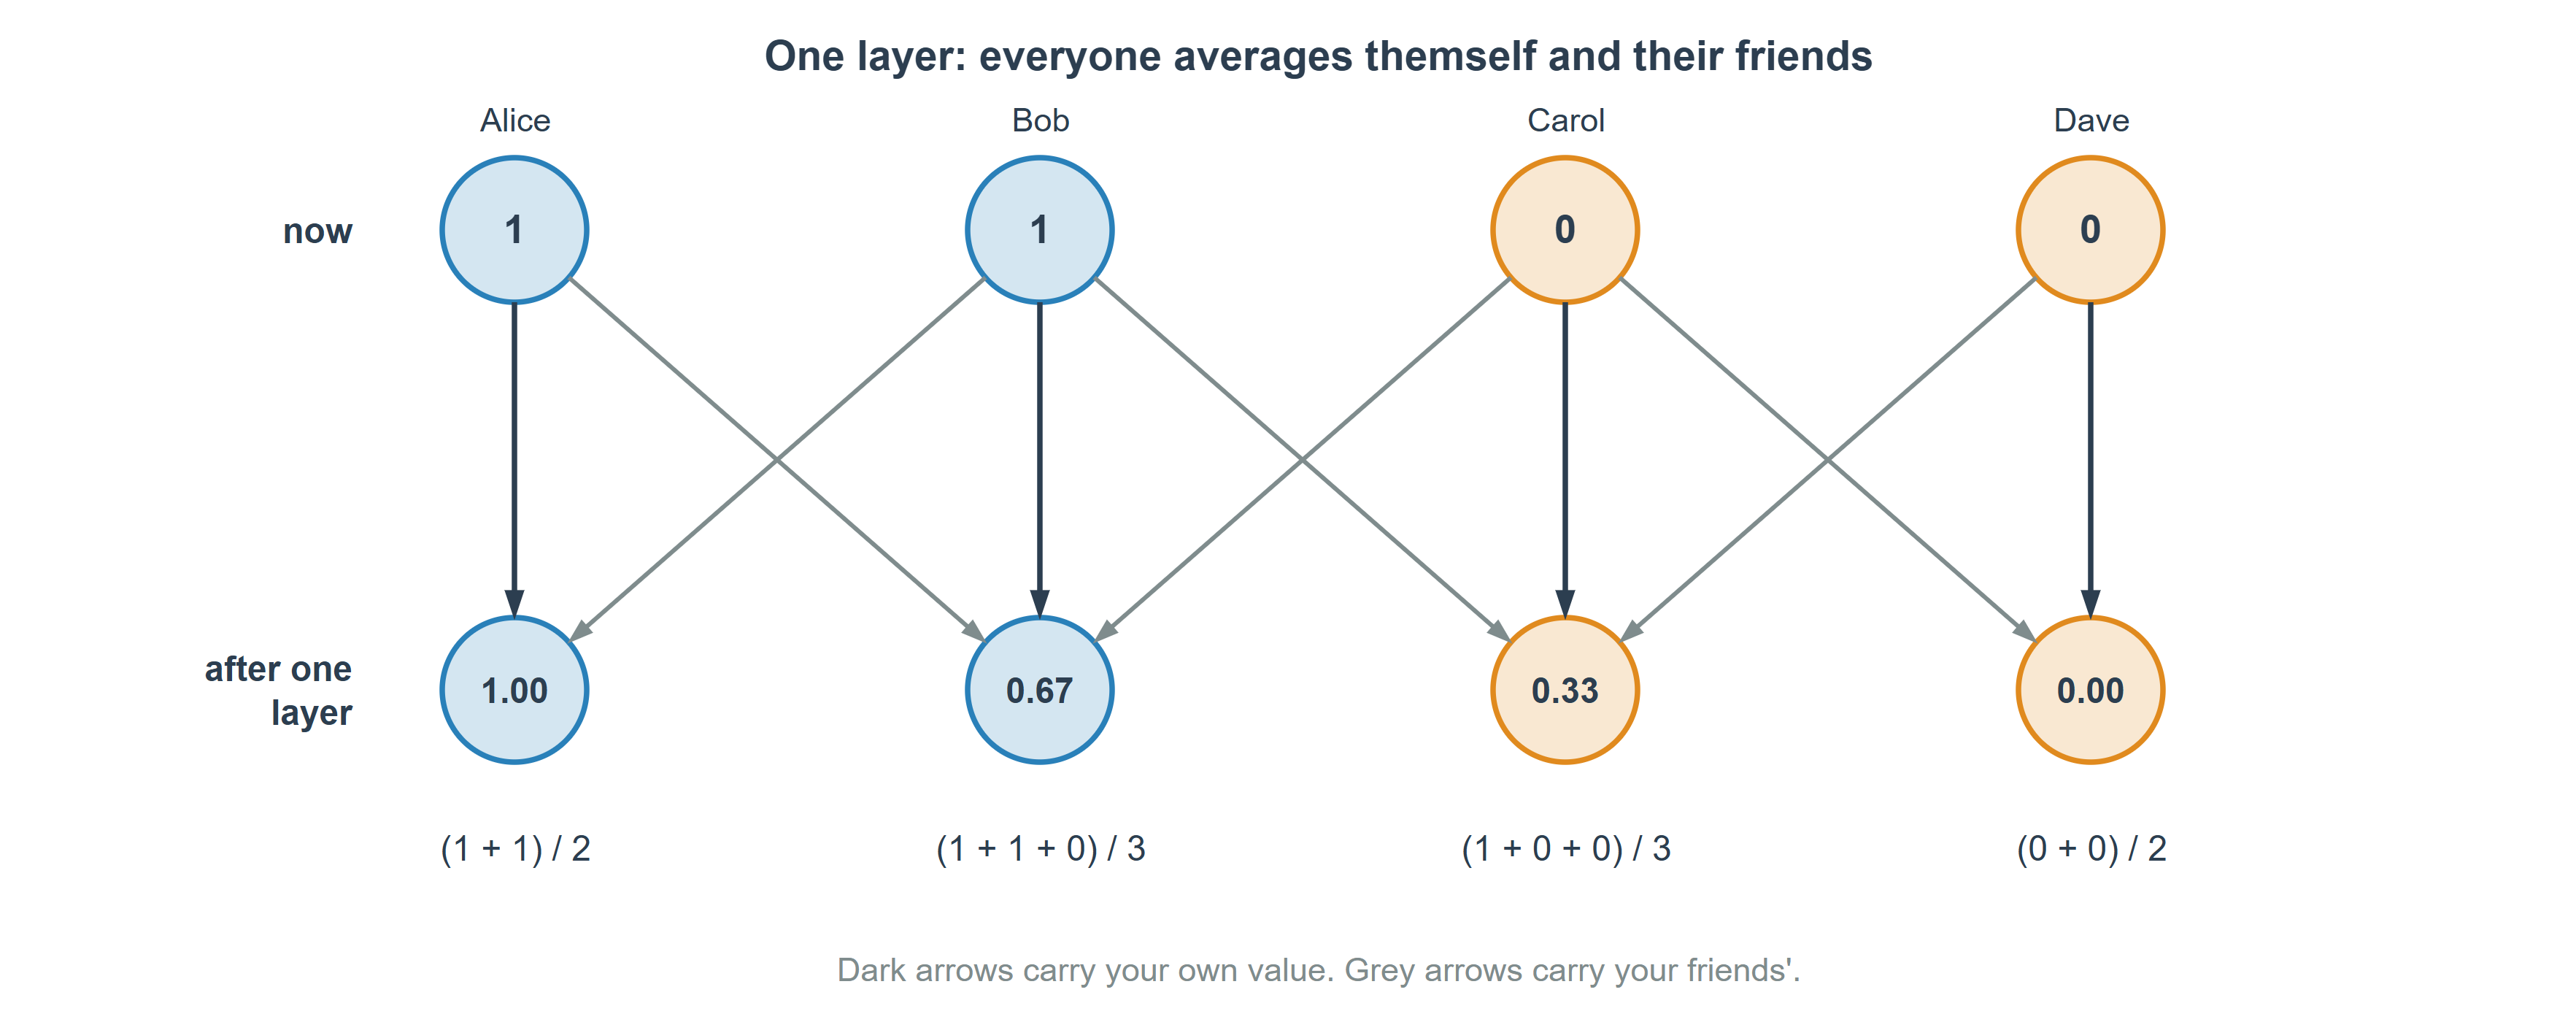 One layer: everyone averages themself and their friends
Alice Bob Carol Dave
now 1 1 0 0
after one
layer
1.00 0.67 0.33 0.00
(1 + 1) / 2 (1 + 1 + 0) / 3 (1 + 0 + 0) / 3 (0 + 0) / 2
Dark arrows carry your own value. Grey arrows carry your friends'.